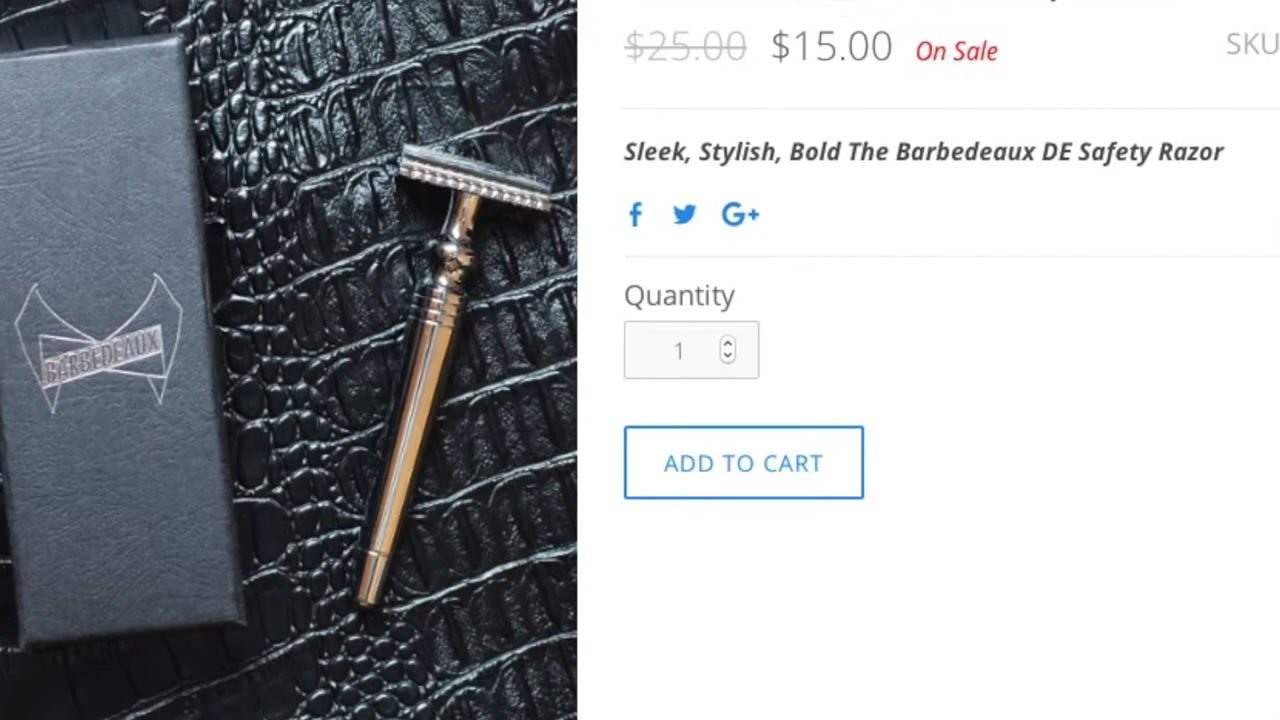 BARBEDEAUX
$25.00 $15.00 On Sale SKU
Sleek, Stylish, Bold The Barbedeaux DE Safety Razor
f G+
Quantity
1
ADD TO CART